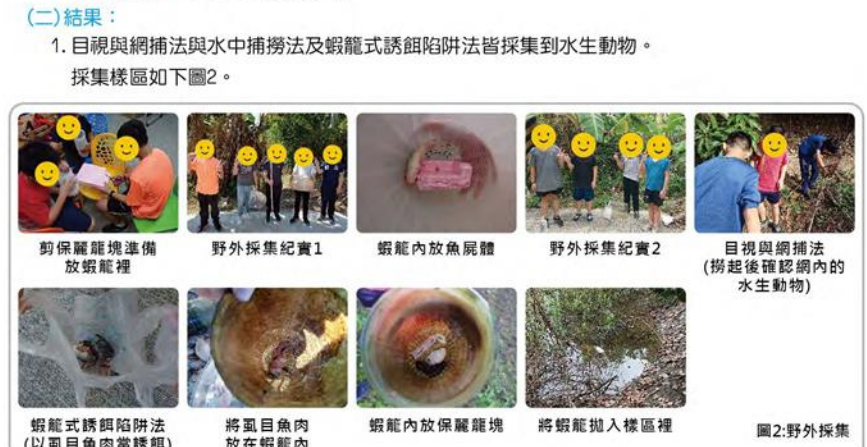 (二)結果：
1. 目視與網捕法與水中捕撈法及蝦籠式誘餌陷阱法皆採集到水生動物。
採集樣區如下圖2。
剪保麗龍塊準備
放蝦籠裡
野外採集紀實1
蝦籠內放魚屍體
野外採集紀實2
目視與網捕法
(撈起後確認網內的
水生動物)
蝦籠式誘餌陷阱法
(以虱目魚肉當誘餌)
將虱目魚肉
放在蝦籠內
蝦籠內放保麗龍塊
將蝦籠拋入樣區裡
圖2:野外採集